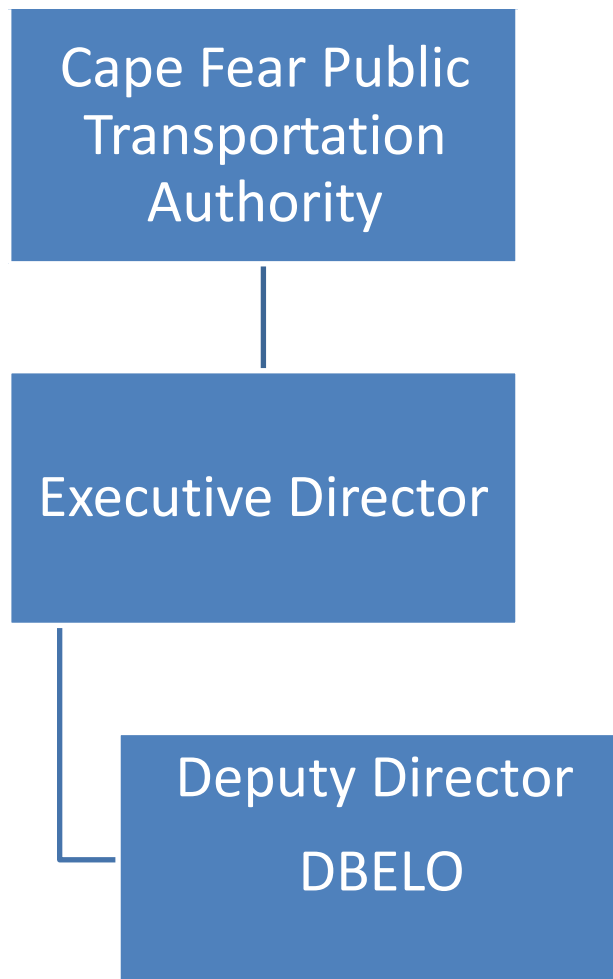 Cape Fear Public
Transportation
Authority
Executive Director
Deputy Director
DBELO